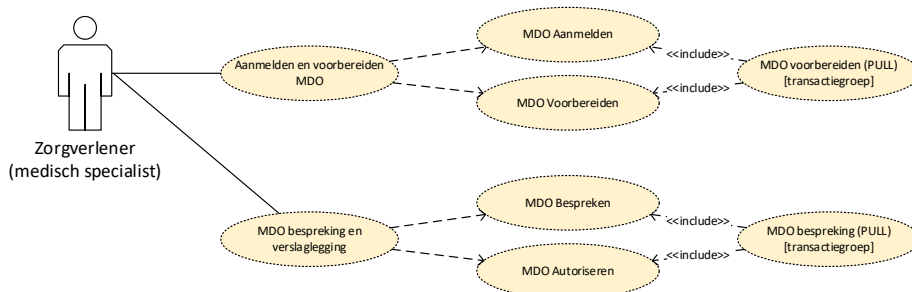 MDO Aanmelden
<<include>>
Aanmelden en voorbereiden
MDO
MDO voorbereiden (PULL)
[transactiegroep]
<<include>>
MDO Voorbereiden
Zorgverlener
(medisch specialist)
MDO Bespreken
<<include>>
MDO bespreking en
verslaglegging
MDO bespreking (PULL)
[transactiegroep]
<<include>>
MDO Autoriseren